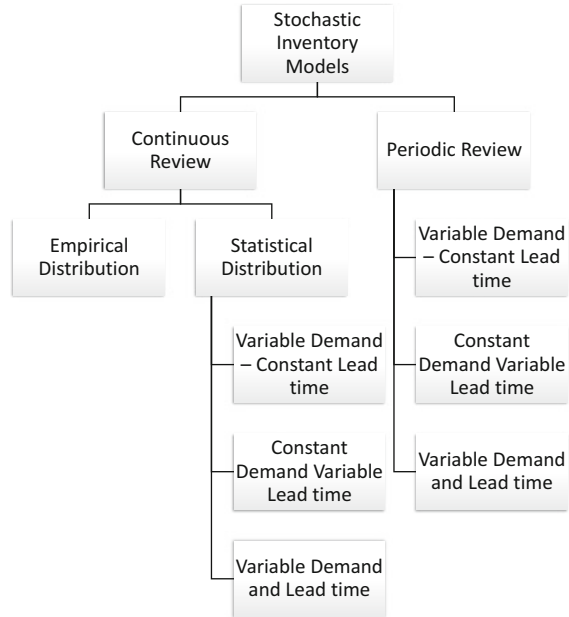 Stochastic
Inventory
Models
Continuous
Review
Periodic Review
Empirical
Distribution
Statistical
Distribution
Variable Demand
– Constant Lead
time
Constant
Demand Variable
Lead time
Variable Demand
and Lead time
Variable Demand
– Constant Lead
time
Constant
Demand Variable
Lead time
Variable Demand
and Lead time